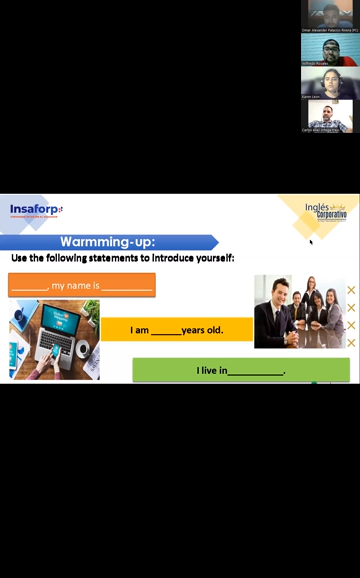 Insaforp
Inglés
Corporativo
Warmming-up:
Use the following statements to introduce yourself:
________, my name is __________
I am ______years old.
I live in___________.